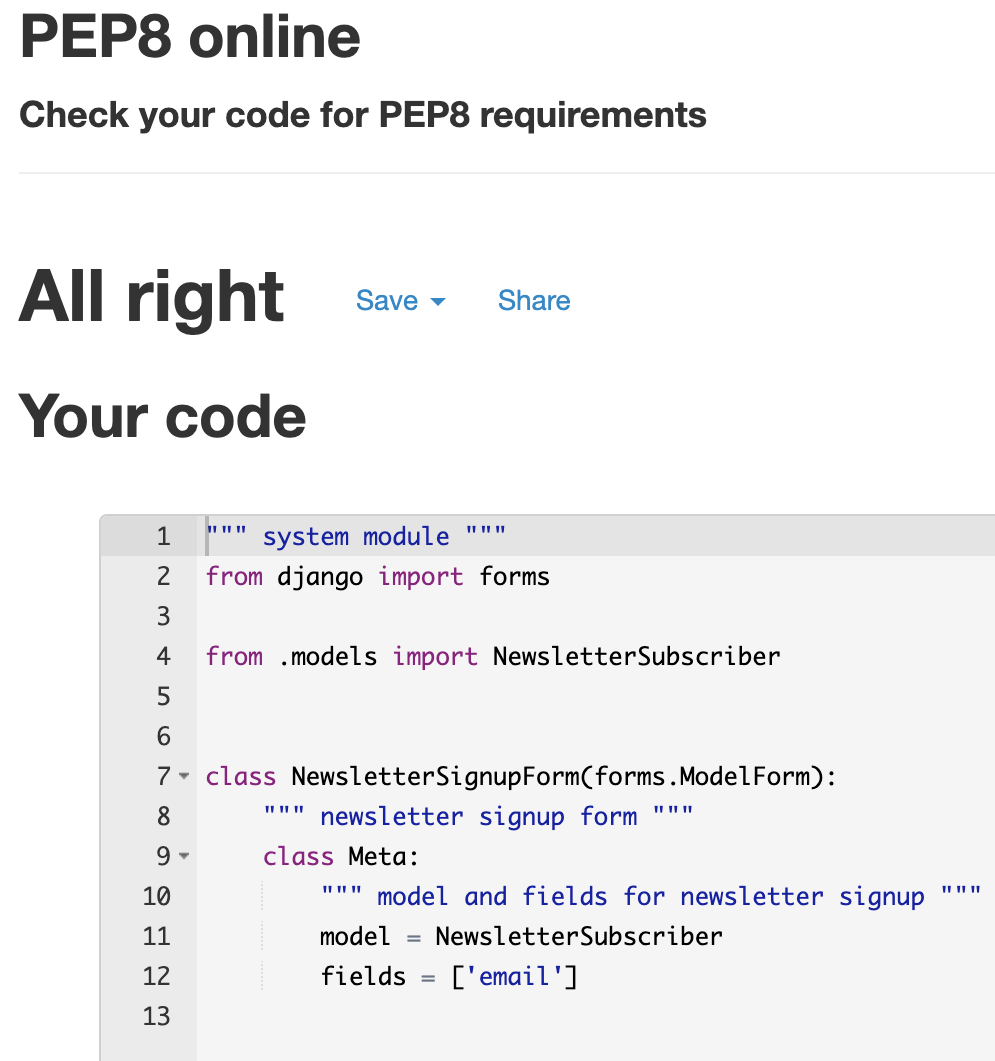 PEP8 online
Check your code for PEP8 requirements
All right Save Share
Your code
1 """ system module """
2 from django import forms
3
4 from .models import NewsletterSubscriber
5
6
7 class NewsletterSignupForm(forms.ModelForm):
8     """ newsletter signup form """
9     class Meta:
10         """ model and fields for newsletter signup """
11         model = NewsletterSubscriber
12         fields = ['email']
13